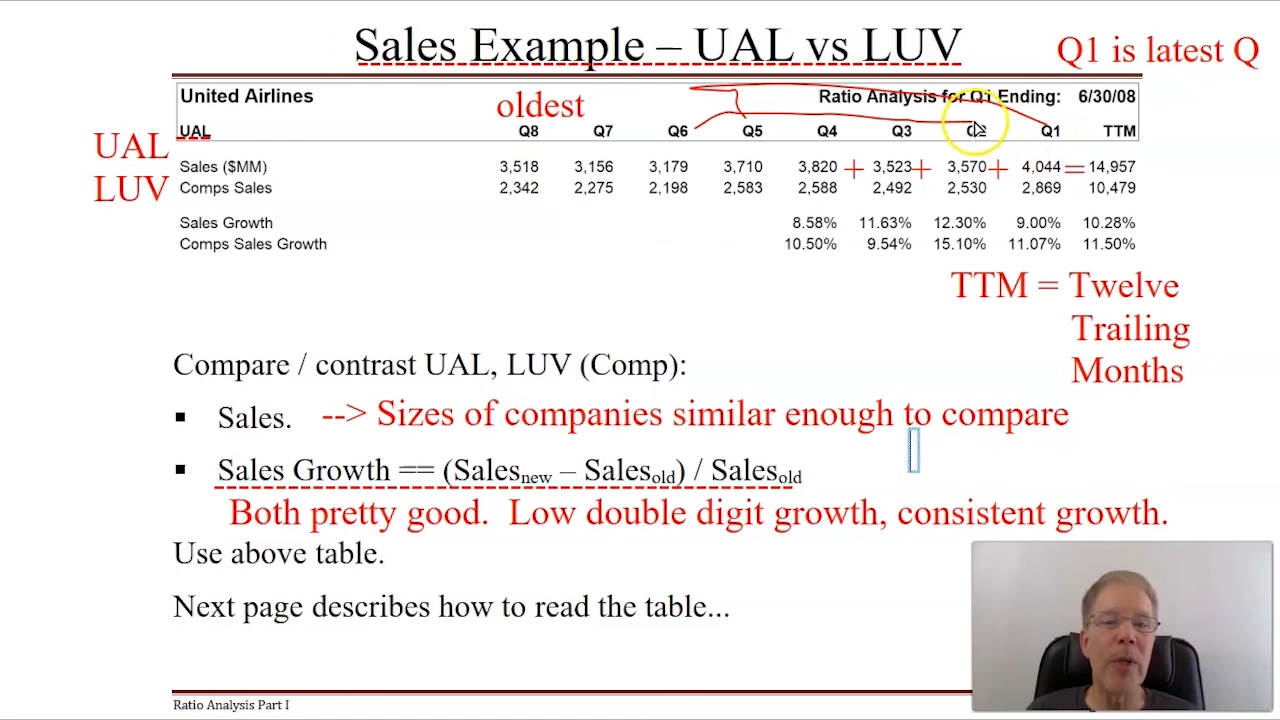 Sales Example – UAL vs LUV
Q1 is latest Q
United Airlines oldest Ratio Analysis for Q1 Ending: 6/30/08
UAL Q8 Q7 Q6 Q5 Q4 Q3 Q1 TTM
UAL Sales ($MM) 3,518 3,156 3,179 3,710 3,820 + 3,523 + 3,570 + 4,044 = 14,957
LUV Comps Sales 2,342 2,275 2,198 2,583 2,588 2,492 2,530 2,869 10,479
Sales Growth 8.58% 11.63% 12.30% 9.00% 10.28%
Comps Sales Growth 10.50% 9.54% 15.10% 11.07% 11.50%
TTM = Twelve
Trailing
Months
Compare / contrast UAL, LUV (Comp):
▪ Sales. --> Sizes of companies similar enough to compare
▪ Sales Growth == (Salesnew – Salesold) / Salesold
Both pretty good. Low double digit growth, consistent growth.
Use above table.
Next page describes how to read the table...
Ratio Analysis Part I